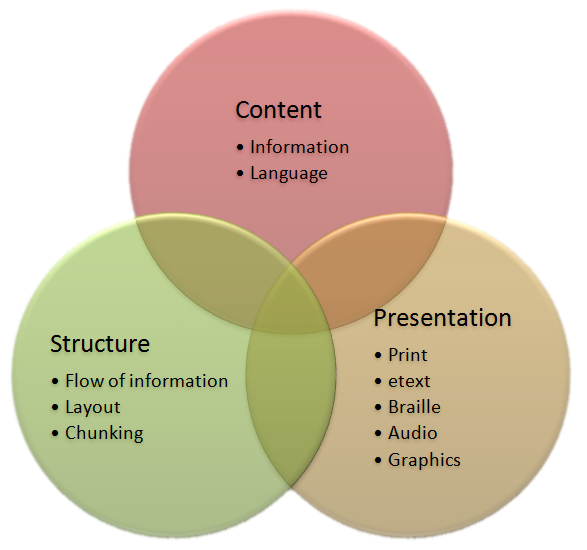 Content
• Information
• Language
Structure
• Flow of information
• Layout
• Chunking
Presentation
• Print
• etext
• Braille
• Audio
• Graphics